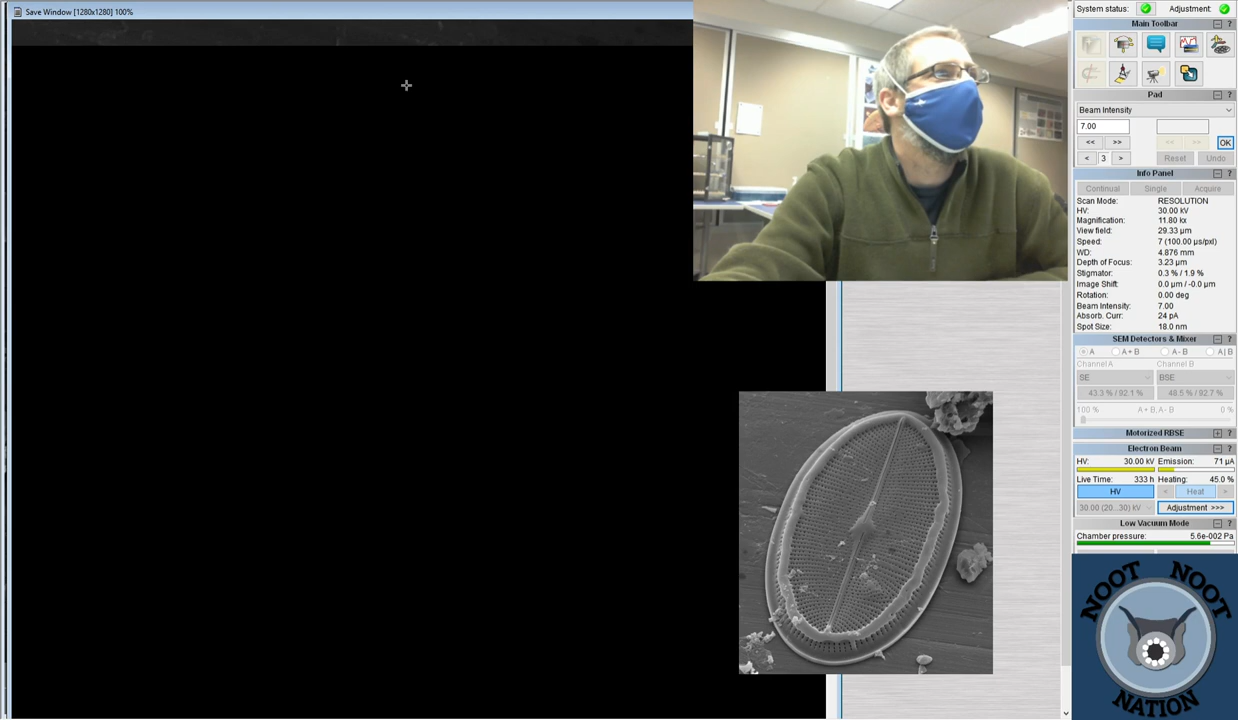 Save Window [1280x1280] 100%
System status: Adjustment:
Main Toolbar ?
Pad ?
Beam Intensity
7.00
<< >> << >> OK
< 3 > Reset Undo
Info Panel ?
Continual Single Acquire
Scan Mode: RESOLUTION
HV: 30.00 kV
Magnification: 11.80 kx
View field: 29.33 µm
Speed: 7 (100.00 µs/pxl)
WD: 4.876 mm
Depth of Focus: 3.23 µm
Stigmator: 0.3 % / 1.9 %
Image Shift: 0.0 µm / -0.0 µm
Rotation: 0.00 deg
Beam Intensity: 7.00
Absorb. Curr: 24 pA
Spot Size: 18.0 nm
SEM Detectors & Mixer ?
A A + B A - B A | B
Channel A Channel B
SE BSE
43.3 % / 92.1 % 48.5 % / 92.7 %
100 % A + B, A - B 0 %
Motorized RBSE + ?
Electron Beam ?
HV: 30.00 kV Emission: 71 µA
Live Time: 333 h Heating: 45.0 %
HV < Heat >
30.00 (20...30) kV Adjustment >>>
Low Vacuum Mode ?
Chamber pressure: 5.6e-002 Pa
NOOT NOOT
NATION